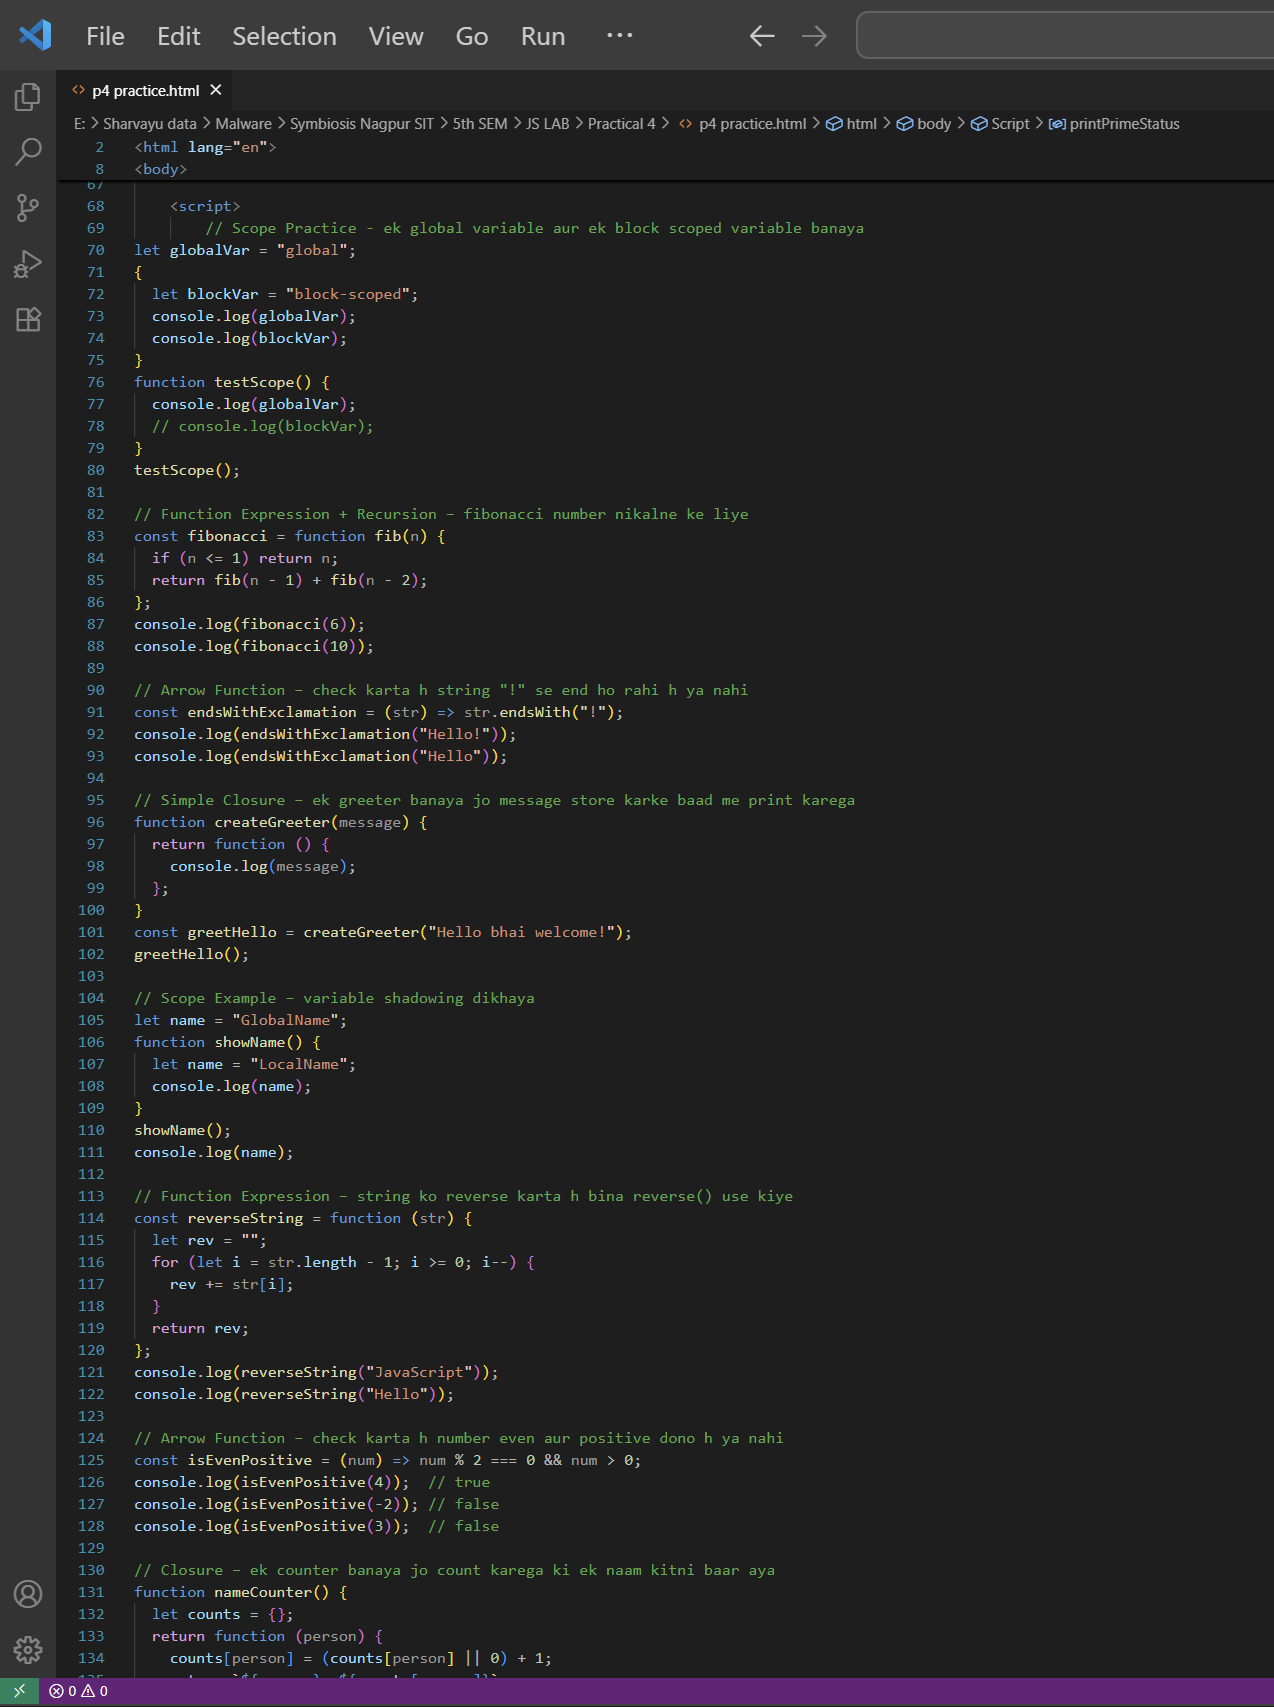 File Edit Selection View Go Run ···
p4 practice.html
E: > Sharvayu data > Malware > Symbiosis Nagpur SIT > 5th SEM > JS LAB > Practical 4 > <> p4 practice.html > html > body > Script > printPrimeStatus
2 <html lang="en">
8 <body>
67
68 <script>
69 // Scope Practice - ek global variable aur ek block scoped variable banaya
70 let globalVar = "global";
71 {
72 let blockVar = "block-scoped";
73 console.log(globalVar);
74 console.log(blockVar);
75 }
76 function testScope() {
77 console.log(globalVar);
78 // console.log(blockVar);
79 }
80 testScope();
81
82 // Function Expression + Recursion – fibonacci number nikalne ke liye
83 const fibonacci = function fib(n) {
84 if (n <= 1) return n;
85 return fib(n - 1) + fib(n - 2);
86 };
87 console.log(fibonacci(6));
88 console.log(fibonacci(10));
89
90 // Arrow Function – check karta h string "!" se end ho rahi h ya nahi
91 const endsWithExclamation = (str) => str.endsWith("!");
92 console.log(endsWithExclamation("Hello!"));
93 console.log(endsWithExclamation("Hello"));
94
95 // Simple Closure – ek greeter banaya jo message store karke baad me print karega
96 function createGreeter(message) {
97 return function () {
98 console.log(message);
99 };
100 }
101 const greetHello = createGreeter("Hello bhai welcome!");
102 greetHello();
103
104 // Scope Example – variable shadowing dikhaya
105 let name = "GlobalName";
106 function showName() {
107 let name = "LocalName";
108 console.log(name);
109 }
110 showName();
111 console.log(name);
112
113 // Function Expression – string ko reverse karta h bina reverse() use kiye
114 const reverseString = function (str) {
115 let rev = "";
116 for (let i = str.length - 1; i >= 0; i--) {
117 rev += str[i];
118 }
119 return rev;
120 };
121 console.log(reverseString("JavaScript"));
122 console.log(reverseString("Hello"));
123
124 // Arrow Function – check karta h number even aur positive dono h ya nahi
125 const isEvenPositive = (num) => num % 2 === 0 && num > 0;
126 console.log(isEvenPositive(4)); // true
127 console.log(isEvenPositive(-2)); // false
128 console.log(isEvenPositive(3)); // false
129
130 // Closure – ek counter banaya jo count karega ki ek naam kitni baar aya
131 function nameCounter() {
132 let counts = {};
133 return function (person) {
134 counts[person] = (counts[person] || 0) + 1;
0 0